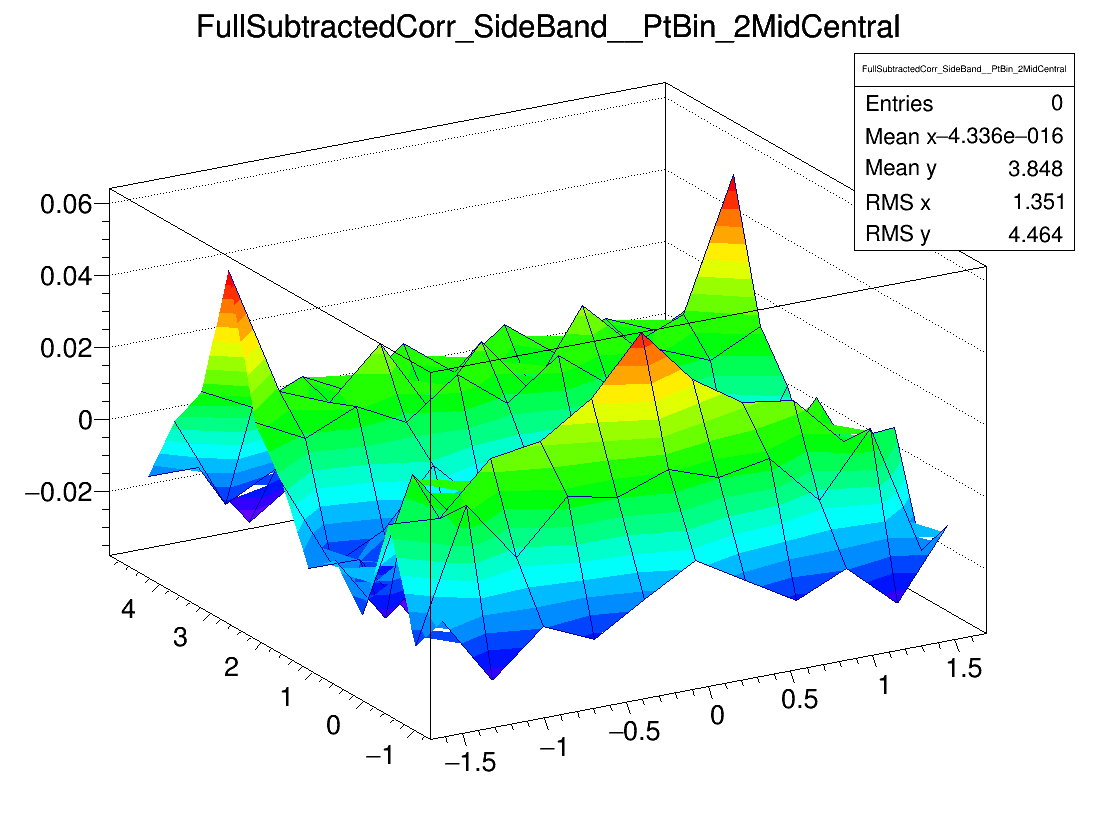 FullSubtractedCorr_SideBand__PtBin_2MidCentral
FullSubtractedCorr_SideBand__PtBin_2MidCentral
Entries 0
Mean x −4.336e−016
Mean y 3.848
RMS x 1.351
RMS y 4.464
0.06
0.04
0.02
0
−0.02
4
3
2
1
0
−1
−1.5
−1
−0.5
0
0.5
1
1.5